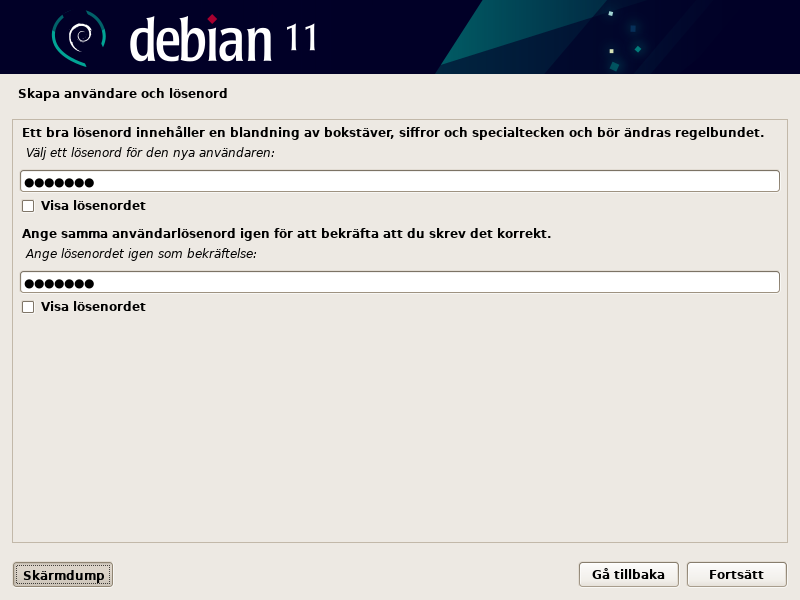 debian 11
Skapa användare och lösenord
Ett bra lösenord innehåller en blandning av bokstäver, siffror och specialtecken och bör ändras regelbundet.
Välj ett lösenord för den nya användaren:
●●●●●●●
Visa lösenordet
Ange samma användarlösenord igen för att bekräfta att du skrev det korrekt.
Ange lösenordet igen som bekräftelse:
●●●●●●●
Visa lösenordet
Skärmdump
Gå tillbaka
Fortsätt